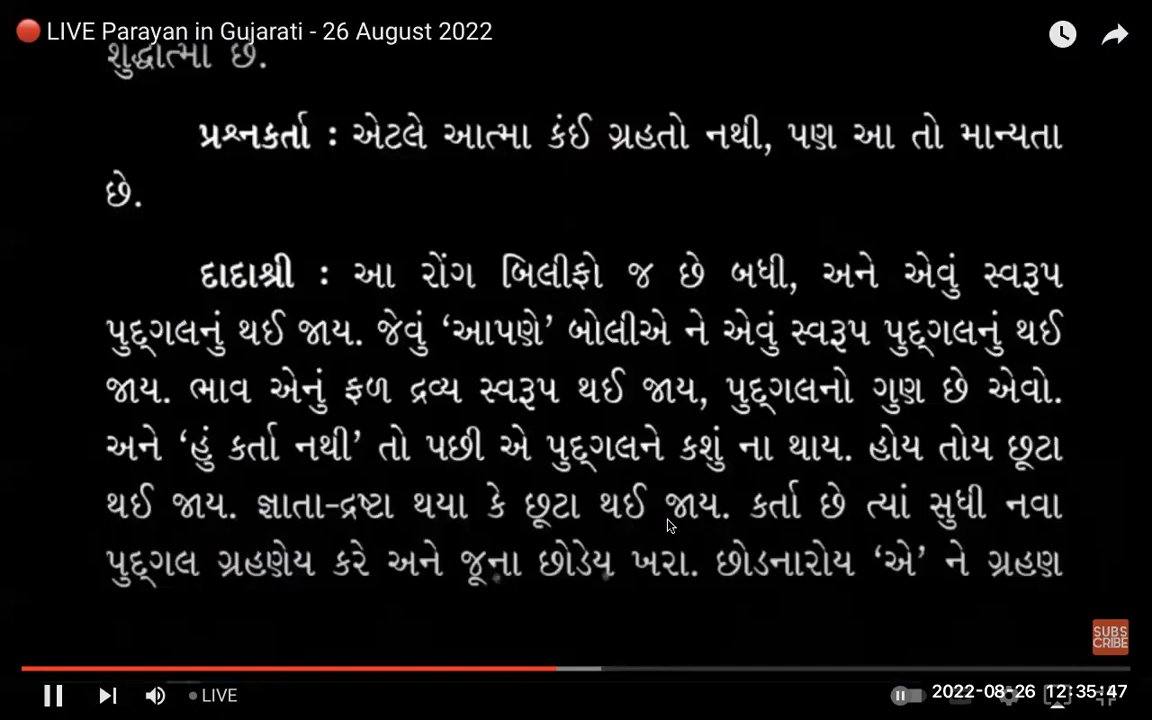 LIVE Parayan in Gujarati - 26 August 2022
શુદ્ધાત્મા છે.
પ્રશ્નકર્તા : એટલે આત્મા કંઈ ગ્રહતો નથી, પણ આ તો માન્યતા
છે.
દાદાશ્રી : આ રોંગ બિલીફો જ છે બધી, અને એવું સ્વરૂપ
પુદ્ગલનું થઈ જાય. જેવું ‘આપણે’ બોલીએ ને એવું સ્વરૂપ પુદ્ગલનું થઈ
જાય. ભાવ એનું ફળ દ્રવ્ય સ્વરૂપ થઈ જાય, પુદ્ગલનો ગુણ છે એવો.
અને ‘હું કર્તા નથી’ તો પછી એ પુદ્ગલને કશું ના થાય. હોય તોય છૂટા
થઈ જાય. જ્ઞાતા-દ્રષ્ટા થયા કે છૂટા થઈ જાય. કર્તા છે ત્યાં સુધી નવા
પુદ્ગલ ગ્રહણેય કરે અને જૂના છોડેય ખરા. છોડનારોય ‘એ’ ને ગ્રહણ
SUBS
CRIBE
LIVE
2022-08-26 12:35:47